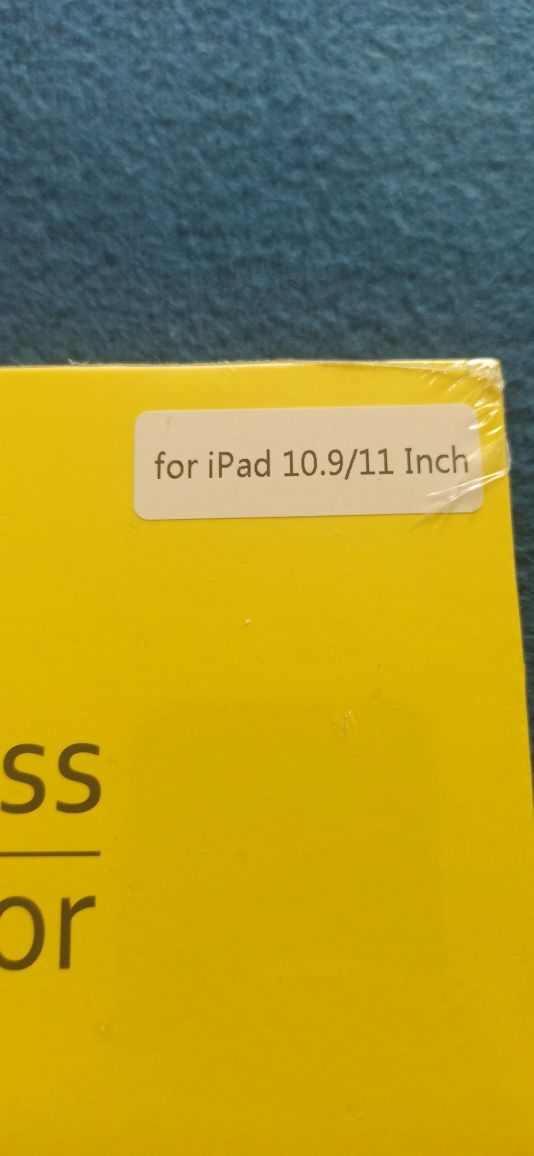 for iPad 10.9/11 Inch
ss
or